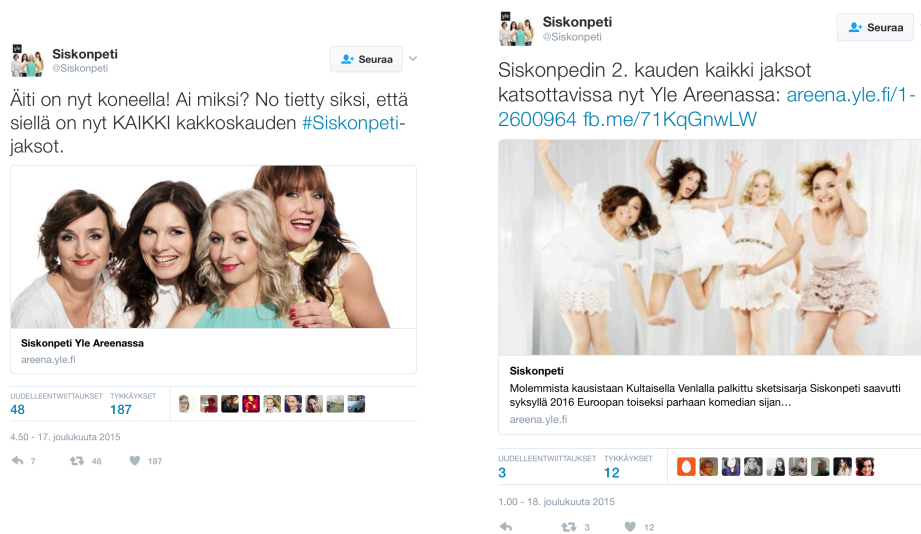 yle
Siskonpeti
@Siskonpeti
Seuraa
Äiti on nyt koneella! Ai miksi? No tietty siksi, että
siellä on nyt KAIKKI kakkoskauden #Siskonpeti-
jaksot.
Siskonpeti Yle Areenassa
areena.yle.fi
UUDELLEENTWIITTAUKSET TYKKÄYKSET
48 187
4.50 - 17. joulukuuta 2015
7 48 187
yle
Siskonpeti
@Siskonpeti
Seuraa
Siskonpedin 2. kauden kaikki jaksot
katsottavissa nyt Yle Areenassa: areena.yle.fi/1-
2600964 fb.me/71KqGnwLW
Siskonpeti
Molemmista kausistaan Kultaisella Venlalla palkittu sketsisarja Siskonpeti saavutti
syksyllä 2016 Euroopan toiseksi parhaan komedian sijan…
areena.yle.fi
UUDELLEENTWIITTAUKSET TYKKÄYKSET
3 12
1.00 - 18. joulukuuta 2015
3 12